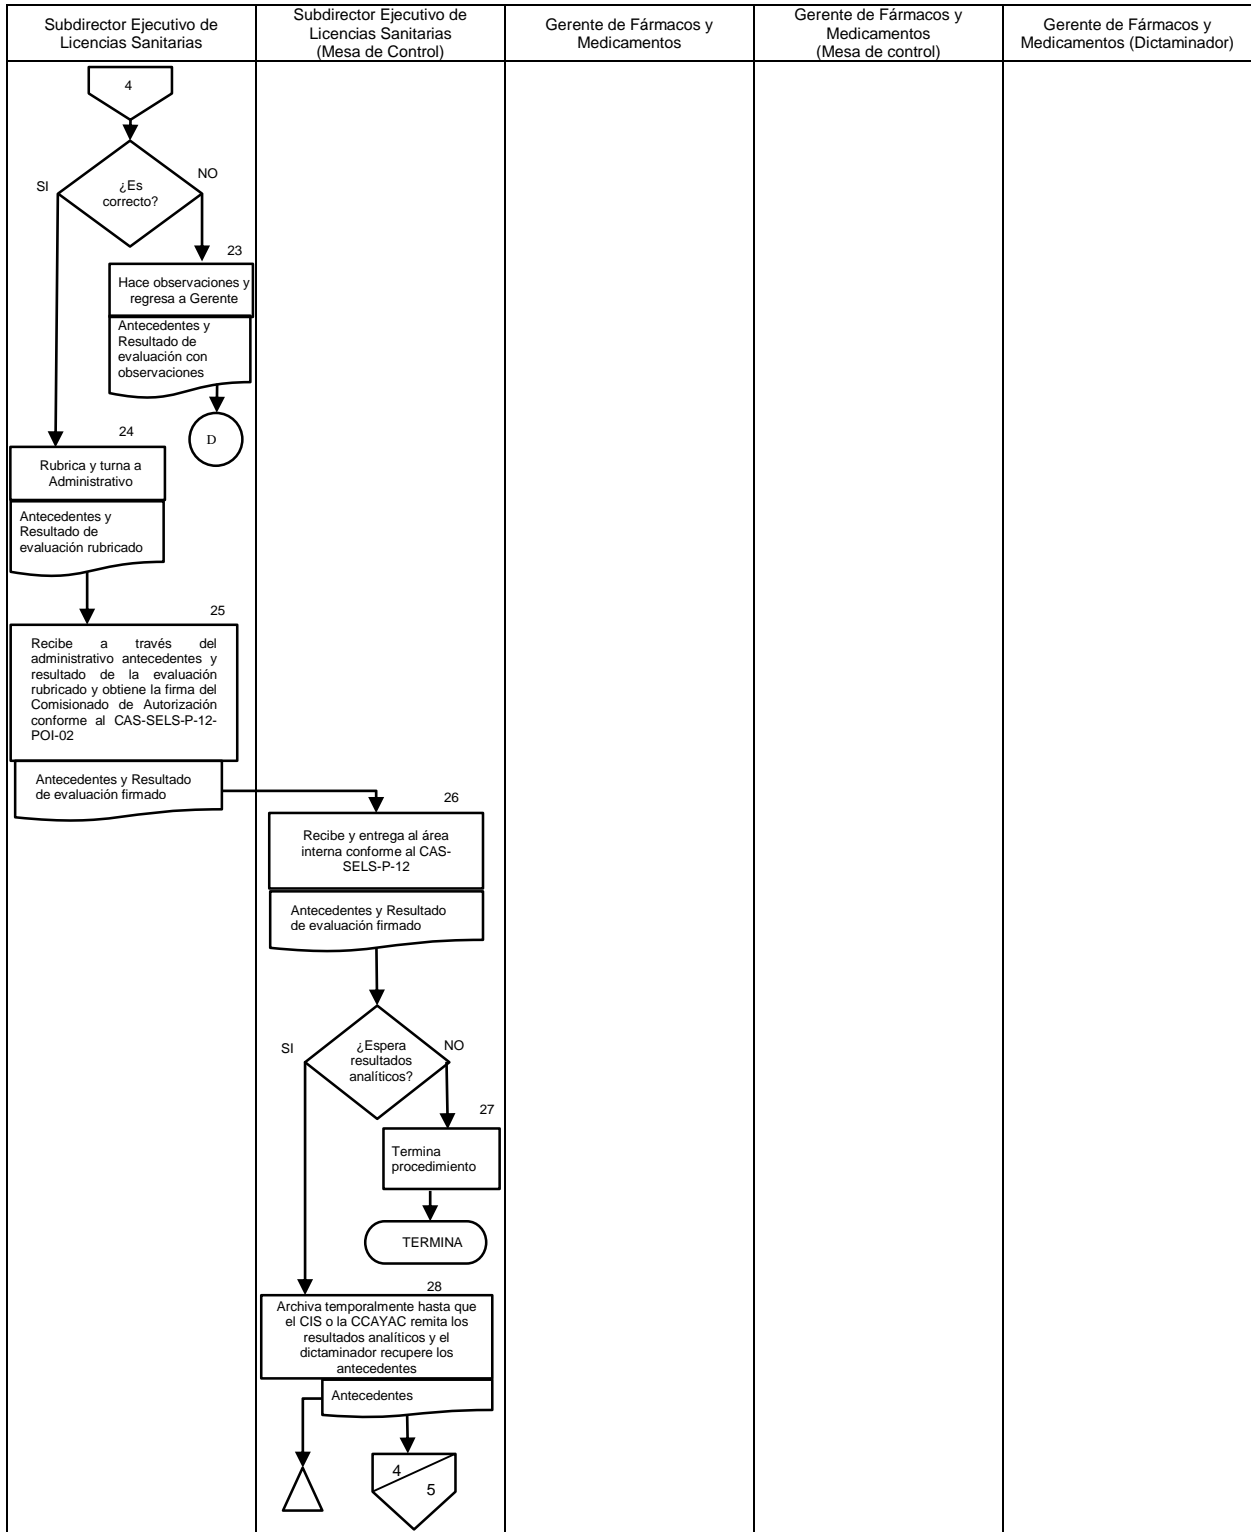 Subdirector Ejecutivo de
Licencias Sanitarias
Subdirector Ejecutivo de
Licencias Sanitarias
(Mesa de Control)
Gerente de Fármacos y
Medicamentos
Gerente de Fármacos y
Medicamentos
(Mesa de control)
Gerente de Fármacos y
Medicamentos (Dictaminador)
4
SI
¿Es
correcto?
NO
23
Hace observaciones y
regresa a Gerente
Antecedentes y
Resultado de
evaluación con
observaciones
D
24
Rubrica y turna a
Administrativo
Antecedentes y
Resultado de
evaluación rubricado
25
Recibe a través del
administrativo antecedentes y
resultado de la evaluación
rubricado y obtiene la firma del
Comisionado de Autorización
conforme al CAS-SELS-P-12-
POI-02
Antecedentes y Resultado
de evaluación firmado
26
Recibe y entrega al área
interna conforme al CAS-
SELS-P-12
Antecedentes y Resultado
de evaluación firmado
SI
¿Espera
resultados
analíticos?
NO
27
Termina
procedimiento
TERMINA
28
Archiva temporalmente hasta que
el CIS o la CCAYAC remita los
resultados analíticos y el
dictaminador recupere los
antecedentes
Antecedentes
4
5